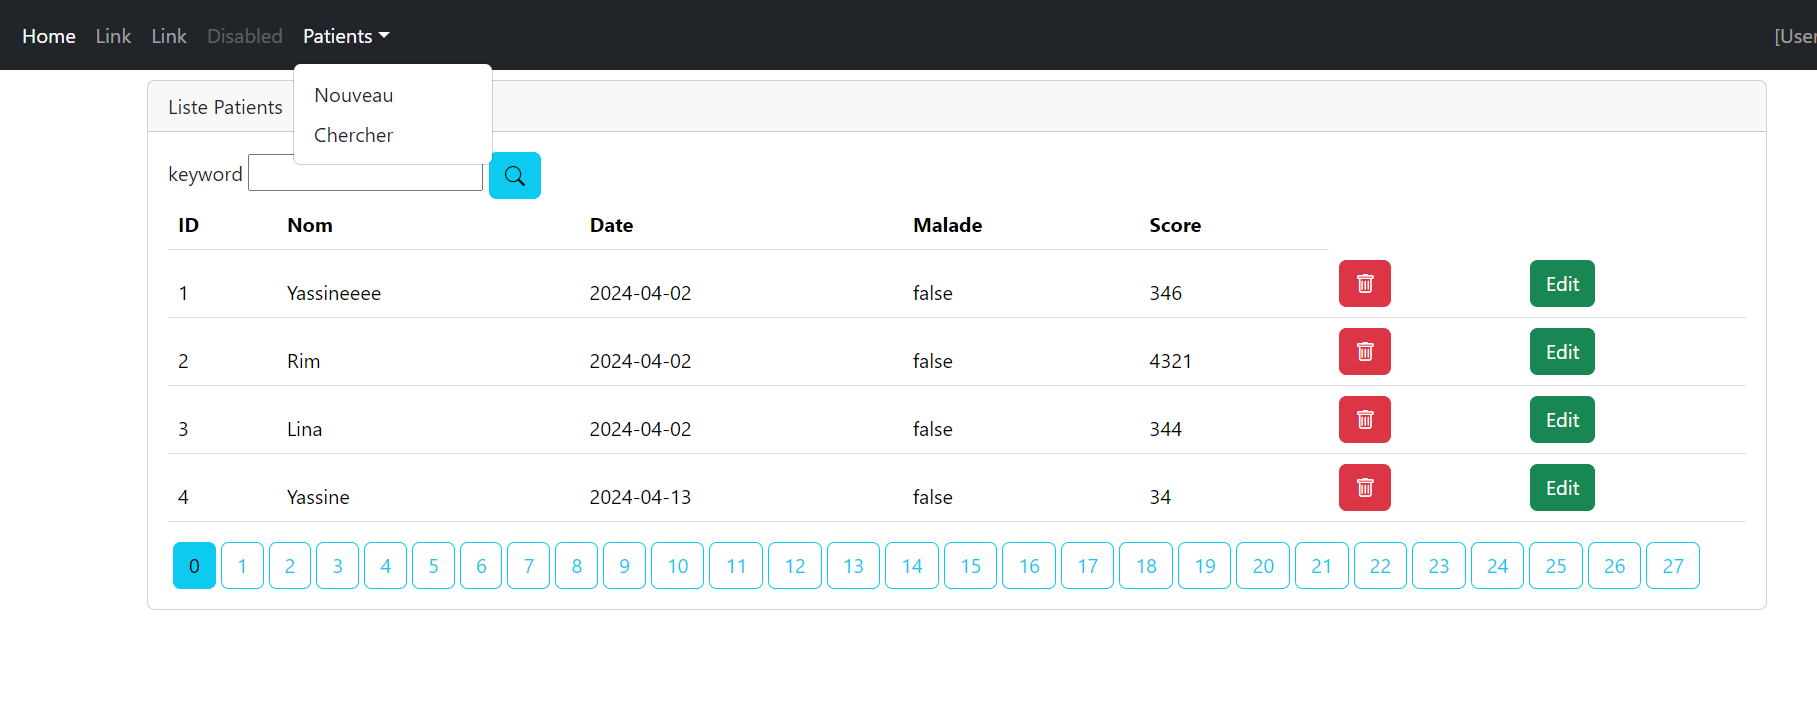 Home Link Link Disabled Patients [User
Nouveau
Chercher
Liste Patients
keyword
ID Nom Date Malade Score
1 Yassineeee 2024-04-02 false 346 Edit
2 Rim 2024-04-02 false 4321 Edit
3 Lina 2024-04-02 false 344 Edit
4 Yassine 2024-04-13 false 34 Edit
0 1 2 3 4 5 6 7 8 9 10 11 12 13 14 15 16 17 18 19 20 21 22 23 24 25 26 27